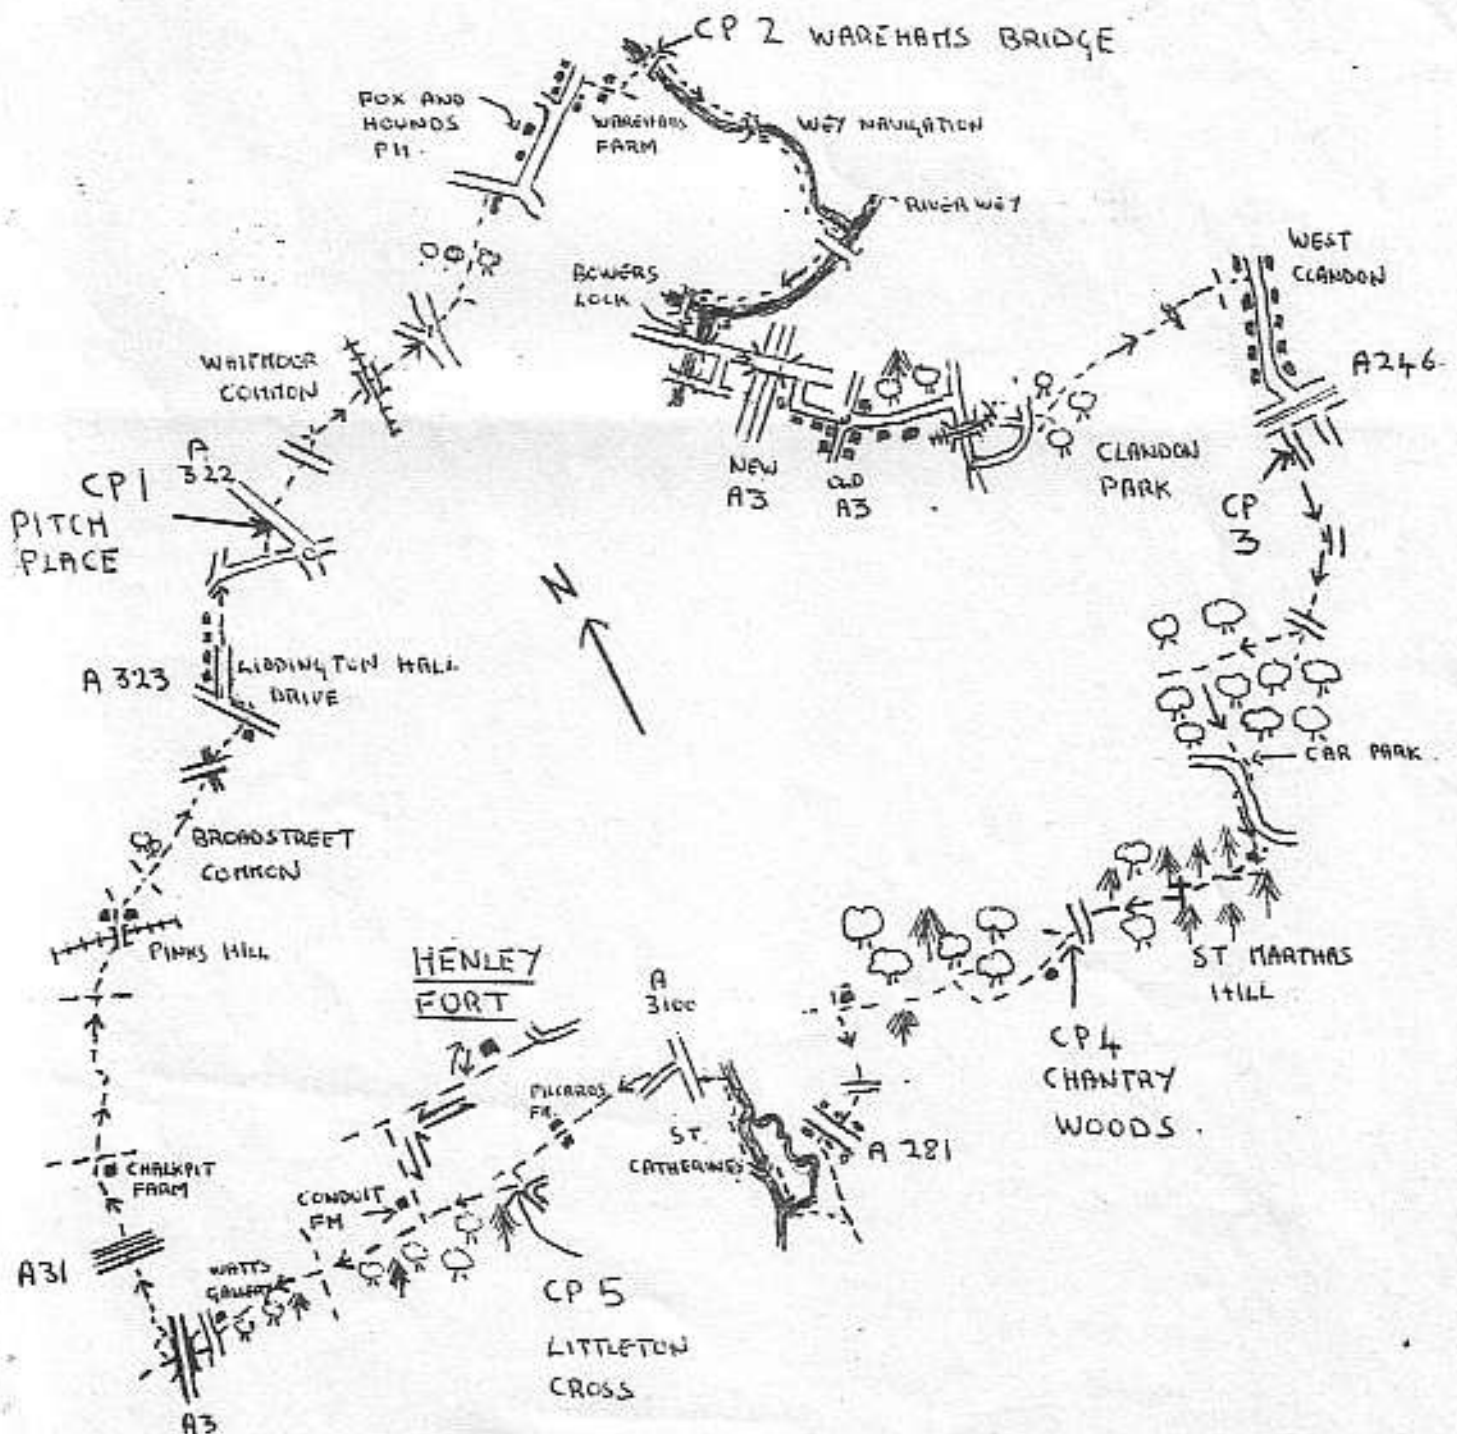 CP 2 WAREHAMS BRIDGE
FOX AND
HOUNDS
PH.
WAREHAMS
FARM
WEY NAVIGATION
RIVER WEY
BOWERS
LOCK
WEST
CLANDON
A246.
WHITMOOR
COMMON
CLANDON
PARK
NEW
A3
OLD
A3
CP
3
A
322
CP1
PITCH
PLACE
N
A 323
LIDDINGTON HALL
DRIVE
CAR PARK.
BROADSTREET
COMMON
PINKS HILL
ST MARTHAS
HILL
HENLEY
FORT
A
3100
CP4
CHANTRY
WOODS.
PILLARDS
FM.
ST.
CATHERINES
A 281
CHALKPIT
FARM
CONDUIT
FM
A31
WATTS
GALLERY
CP 5
LITTLETON
CROSS
A3